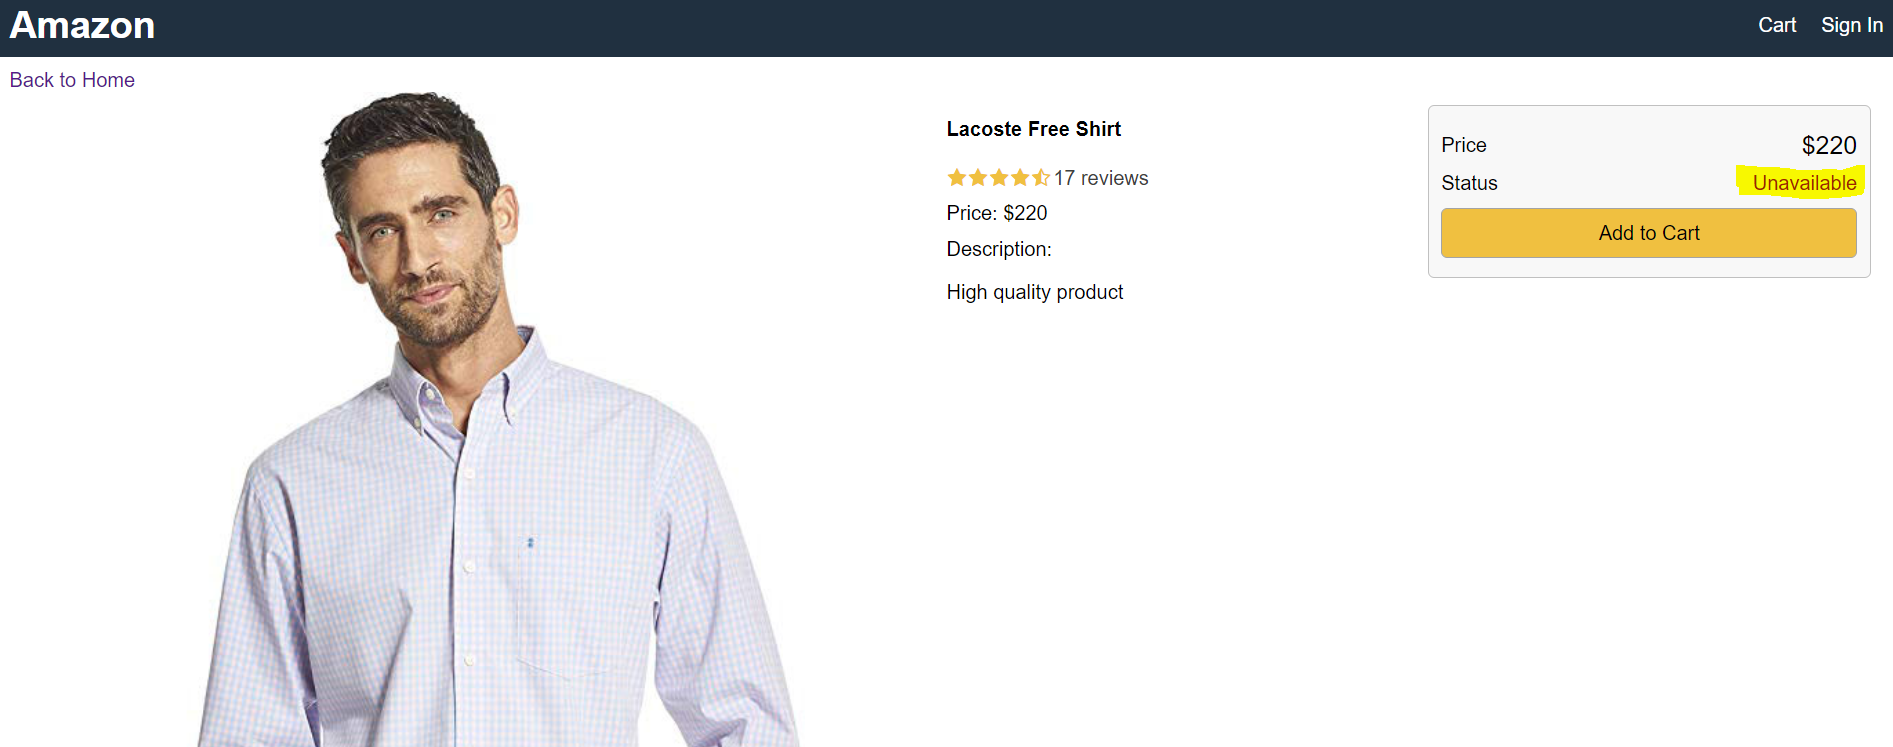 Amazon
Cart Sign In
Back to Home
Lacoste Free Shirt
17 reviews
Price: $220
Description:
High quality product
Price $220
Status Unavailable
Add to Cart